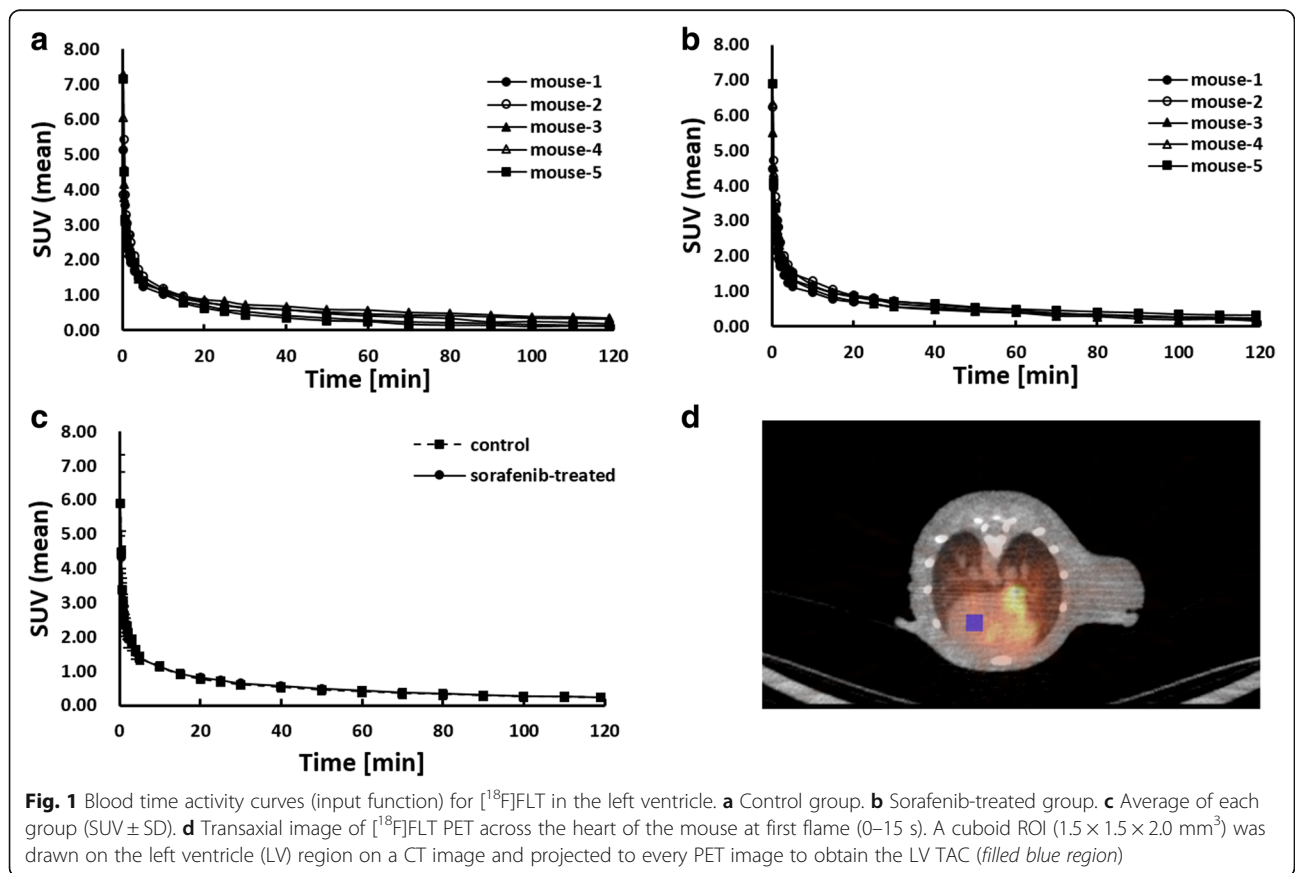 a
8.00
7.00
6.00
5.00
4.00
3.00
2.00
1.00
0.00
SUV (mean)
mouse-1
mouse-2
mouse-3
mouse-4
mouse-5
0 20 40 60 80 100 120
Time [min]
b
8.00
7.00
6.00
5.00
4.00
3.00
2.00
1.00
0.00
SUV (mean)
mouse-1
mouse-2
mouse-3
mouse-4
mouse-5
0 20 40 60 80 100 120
Time [min]
c
8.00
7.00
6.00
5.00
4.00
3.00
2.00
1.00
0.00
SUV (mean)
control
sorafenib-treated
0 20 40 60 80 100 120
Time [min]
d
Fig. 1 Blood time activity curves (input function) for [¹⁸F]FLT in the left ventricle. a Control group. b Sorafenib-treated group. c Average of each
group (SUV ± SD). d Transaxial image of [¹⁸F]FLT PET across the heart of the mouse at first flame (0–15 s). A cuboid ROI (1.5 × 1.5 × 2.0 mm³) was
drawn on the left ventricle (LV) region on a CT image and projected to every PET image to obtain the LV TAC (filled blue region)